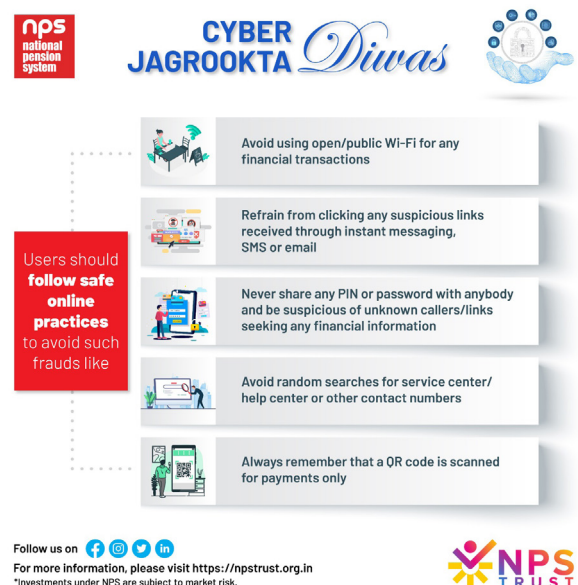 nps
national
pension
system
CYBER
JAGROOKTA
Diwas
Users should
follow safe
online
practices
to avoid such
frauds like
Avoid using open/public Wi-Fi for any
financial transactions
Refrain from clicking any suspicious links
received through instant messaging,
SMS or email
Never share any PIN or password with anybody
and be suspicious of unknown callers/links
seeking any financial information
Avoid random searches for service center/
help center or other contact numbers
Always remember that a QR code is scanned
for payments only
Follow us on
For more information, please visit https://npstrust.org.in
*Investments under NPS are subject to market risk.
NPS
TRUST